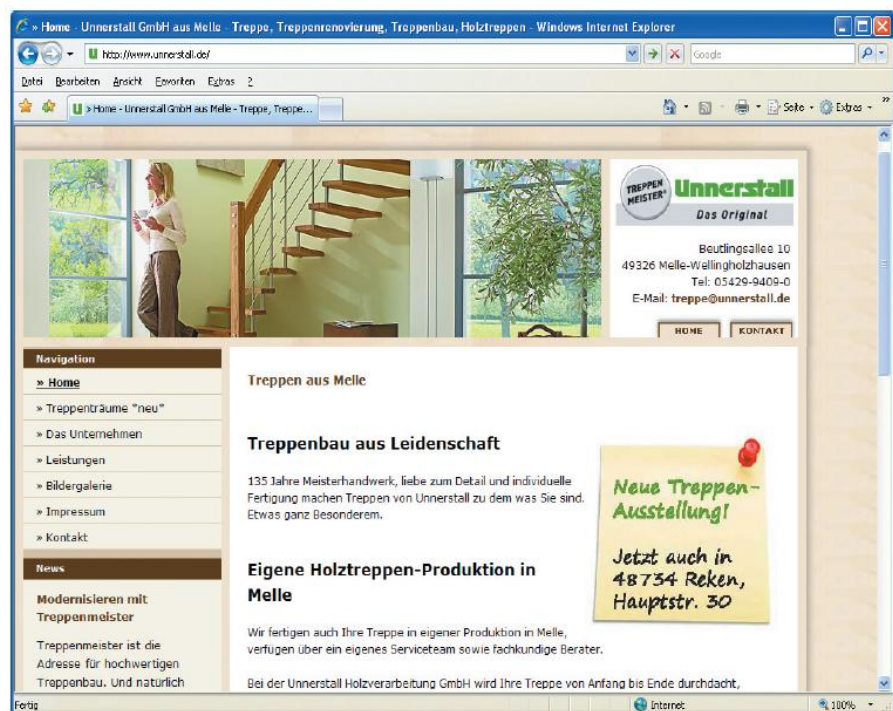 » Home - Unnerstall GmbH aus Melle - Treppe, Treppenrenovierung, Treppenbau, Holztreppen - Windows Internet Explorer
http://www.unnerstall.de/
Google
Datei Bearbeiten Ansicht Favoriten Extras ?
» Home - Unnerstall GmbH aus Melle - Treppe, Treppe...
Seite
Extras
TREPPEN MEISTER®
Unnerstall
Das Original
Beutlingsallee 10
49326 Melle-Wellingholzhausen
Tel: 05429-9409-0
E-Mail: treppe@unnerstall.de
HOME KONTAKT
Navigation
» Home
» Treppenträume "neu"
» Das Unternehmen
» Leistungen
» Bildergalerie
» Impressum
» Kontakt
News
Modernisieren mit
Treppenmeister
Treppenmeister ist die
Adresse für hochwertigen
Treppenbau. Und natürlich
Treppen aus Melle
Treppenbau aus Leidenschaft
135 Jahre Meisterhandwerk, liebe zum Detail und individuelle
Fertigung machen Treppen von Unnerstall zu dem was Sie sind.
Etwas ganz Besonderem.
Eigene Holztreppen-Produktion in
Melle
Wir fertigen auch Ihre Treppe in eigener Produktion in Melle,
verfügen über ein eigenes Serviceteam sowie fachkundige Berater.
Bei der Unnerstall Holzverarbeitung GmbH wird Ihre Treppe von Anfang bis Ende durchdacht,
Neue Treppen-
Ausstellung!
Jetzt auch in
48734 Reken,
Hauptstr. 30
Fertig
Internet
100%